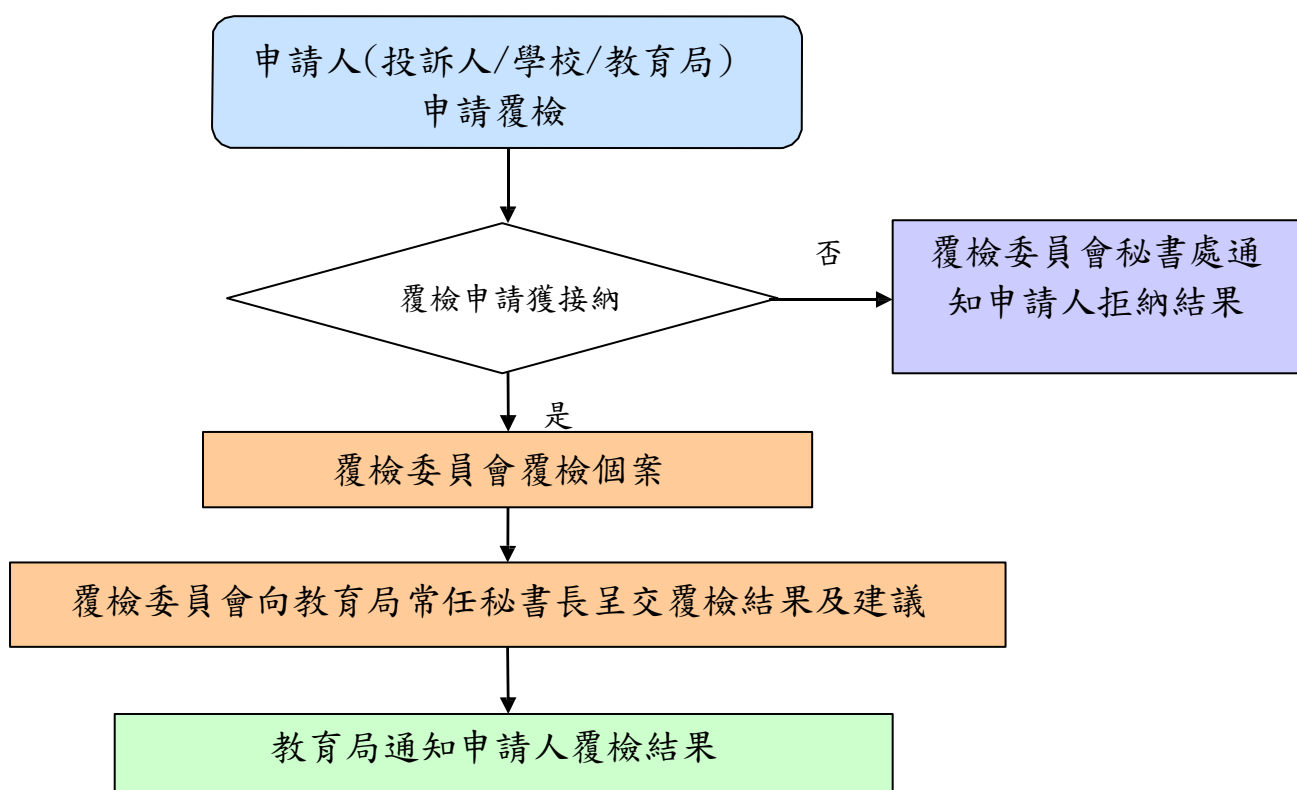 申請人(投訴人/學校/教育局)
申請覆檢
覆檢申請獲接納
否
覆檢委員會秘書處通
知申請人拒納結果
是
覆檢委員會覆檢個案
覆檢委員會向教育局常任秘書長呈交覆檢結果及建議
教育局通知申請人覆檢結果